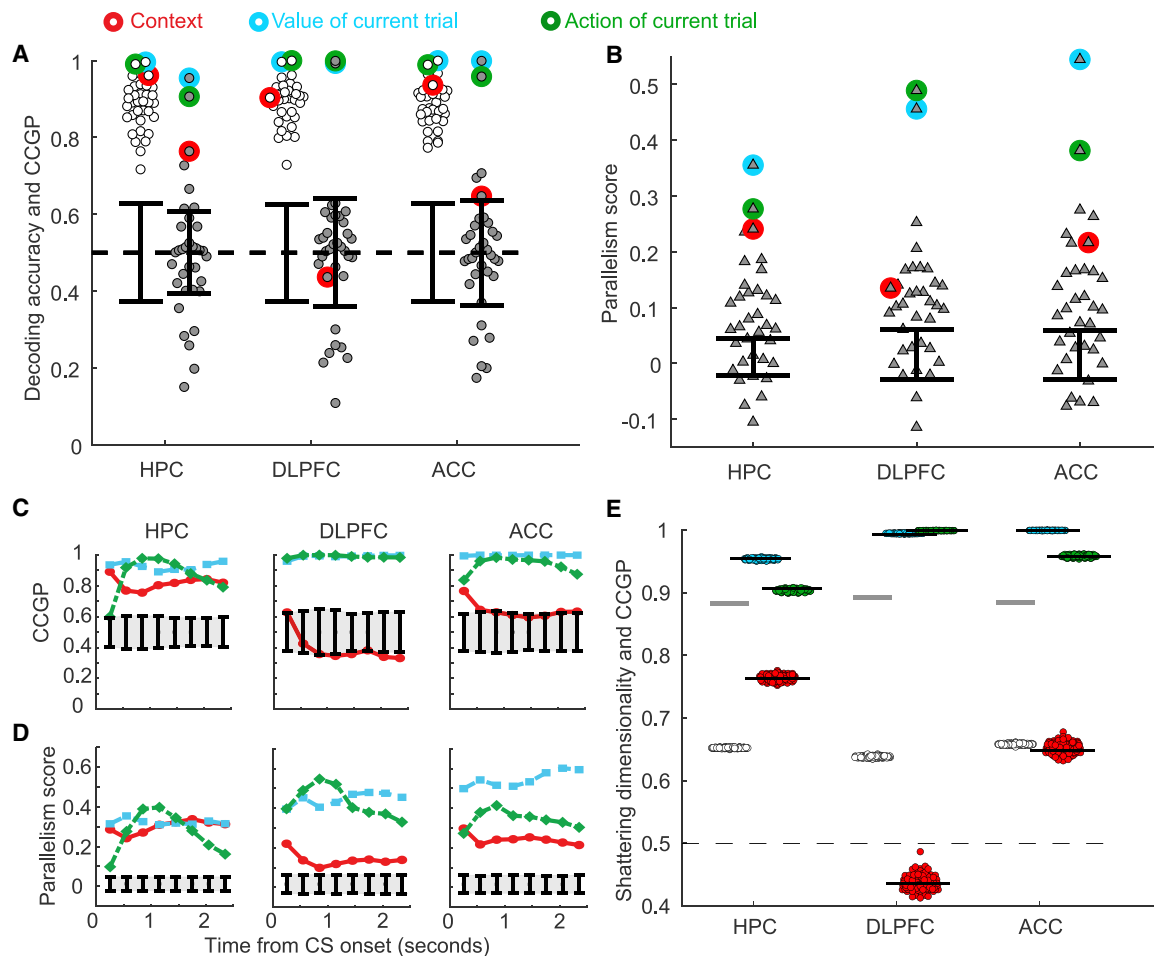 Context
Value of current trial
Action of current trial
A
Decoding accuracy and CCGP
1
0.8
0.6
0.4
0.2
0
HPC
DLPFC
ACC
B
Parallelism score
0.5
0.4
0.3
0.2
0.1
0
-0.1
HPC
DLPFC
ACC
C
HPC
DLPFC
ACC
CCGP
1
0.8
0.6
0.4
0.2
0
D
Parallelism score
0.6
0.4
0.2
0
0 1 2
0 1 2
0 1 2
Time from CS onset (seconds)
E
Shattering dimensionality and CCGP
1
0.9
0.8
0.7
0.6
0.5
0.4
HPC
DLPFC
ACC